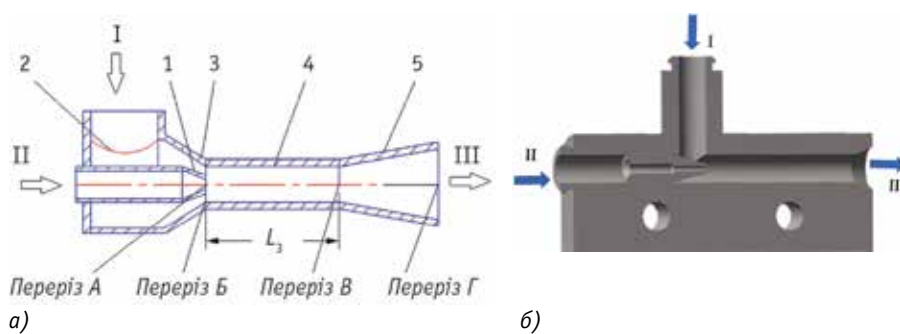 I
2 1 3 4 5
II III
L₃
Переріз А Переріз Б Переріз В Переріз Г
а)
I
II
II
б)